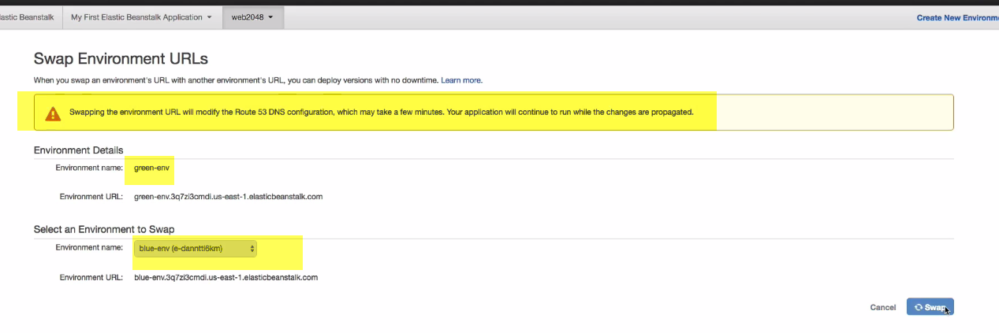 lastic Beanstalk My First Elastic Beanstalk Application web2048 Create New Environme
Swap Environment URLs
When you swap an environment's URL with another environment's URL, you can deploy versions with no downtime. Learn more.
Swapping the environment URL will modify the Route 53 DNS configuration, which may take a few minutes. Your application will continue to run while the changes are propagated.
Environment Details
Environment name: green-env
Environment URL: green-env.3q7zi3cmdi.us-east-1.elasticbeanstalk.com
Select an Environment to Swap
Environment name: blue-env (e-danntti6km)
Environment URL: blue-env.3q7zi3cmdi.us-east-1.elasticbeanstalk.com
Cancel Swap